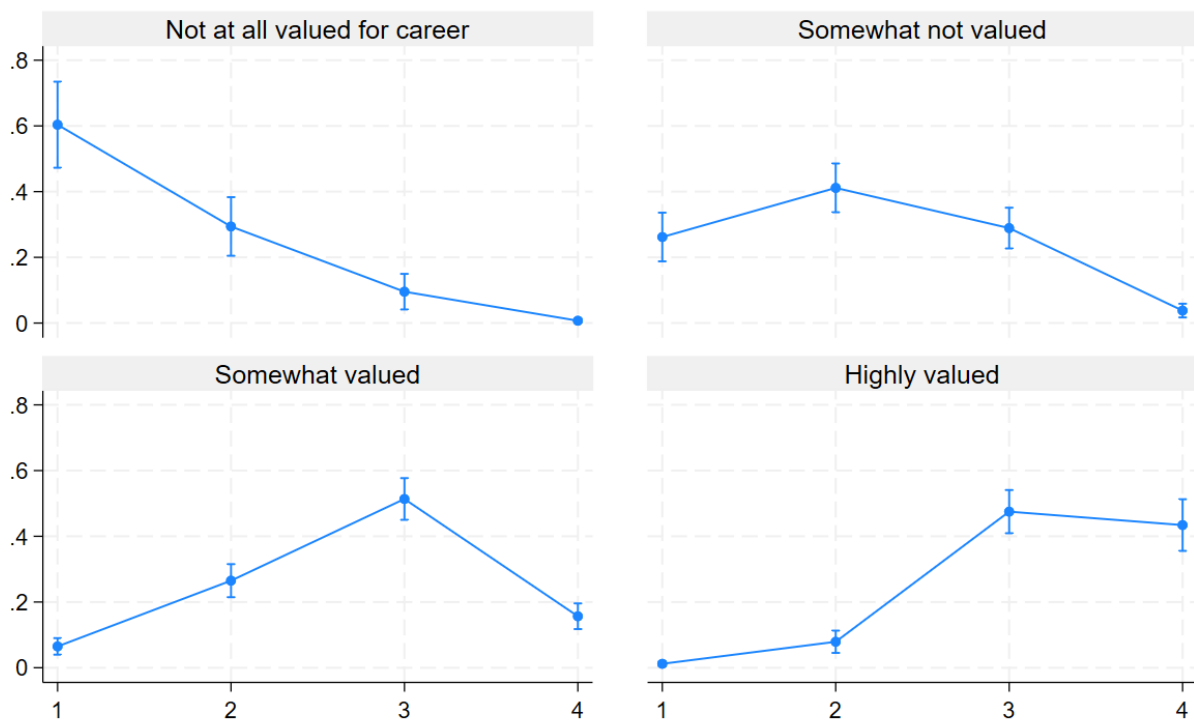 Not at all valued for career
Somewhat not valued
.8
.6
.4
.2
0
Somewhat valued
Highly valued
.8
.6
.4
.2
0
1 2 3 4
1 2 3 4